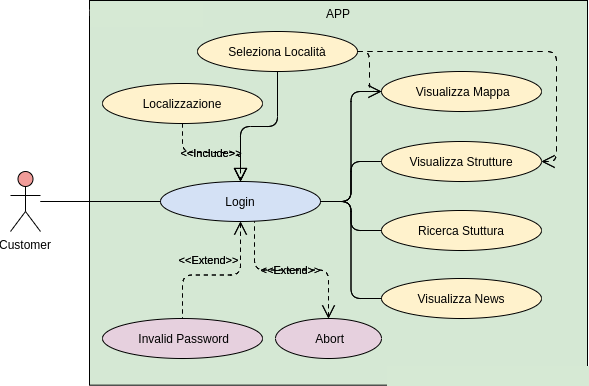 APP
Seleziona Località
Visualizza Mappa
Localizzazione
<<Include>>
Visualizza Strutture
Login
Customer
Ricerca Stuttura
<<Extend>>
<<Extend>>
Visualizza News
Invalid Password
Abort